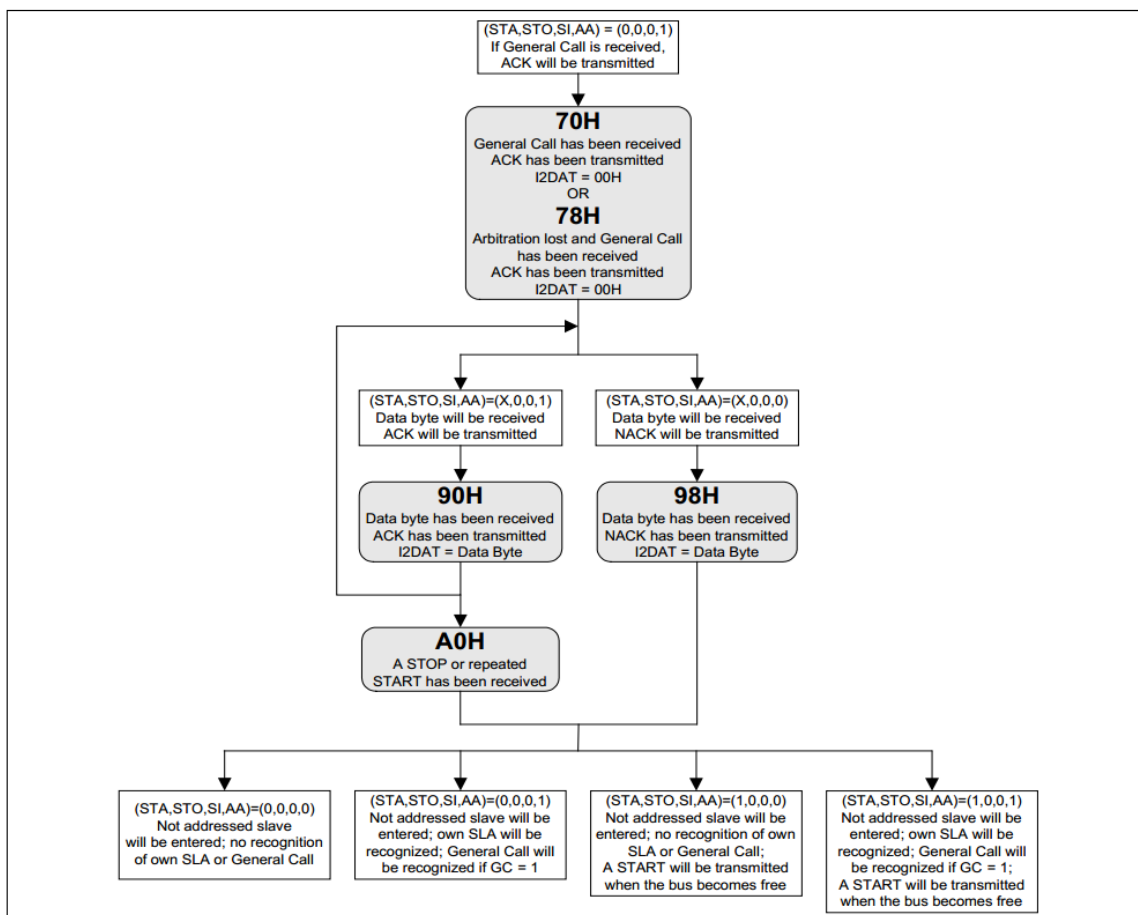 (STA,STO,SI,AA) = (0,0,0,1)
If General Call is received,
ACK will be transmitted
70H
General Call has been received
ACK has been transmitted
I2DAT = 00H
OR
78H
Arbitration lost and General Call
has been received
ACK has been transmitted
I2DAT = 00H
(STA,STO,SI,AA)=(X,0,0,1)
Data byte will be received
ACK will be transmitted
(STA,STO,SI,AA)=(X,0,0,0)
Data byte will be received
NACK will be transmitted
90H
Data byte has been received
ACK has been transmitted
I2DAT = Data Byte
98H
Data byte has been received
NACK has been transmitted
I2DAT = Data Byte
A0H
A STOP or repeated
START has been received
(STA,STO,SI,AA)=(0,0,0,0)
Not addressed slave
will be entered; no recognition
of own SLA or General Call
(STA,STO,SI,AA)=(0,0,0,1)
Not addressed slave will be
entered; own SLA will be
recognized; General Call will
be recognized if GC = 1
(STA,STO,SI,AA)=(1,0,0,0)
Not addressed slave will be
entered; no recognition of own
SLA or General Call;
A START will be transmitted
when the bus becomes free
(STA,STO,SI,AA)=(1,0,0,1)
Not addressed slave will be
entered; own SLA will be
recognized; General Call will
be recognized if GC = 1;
A START will be transmitted
when the bus becomes free